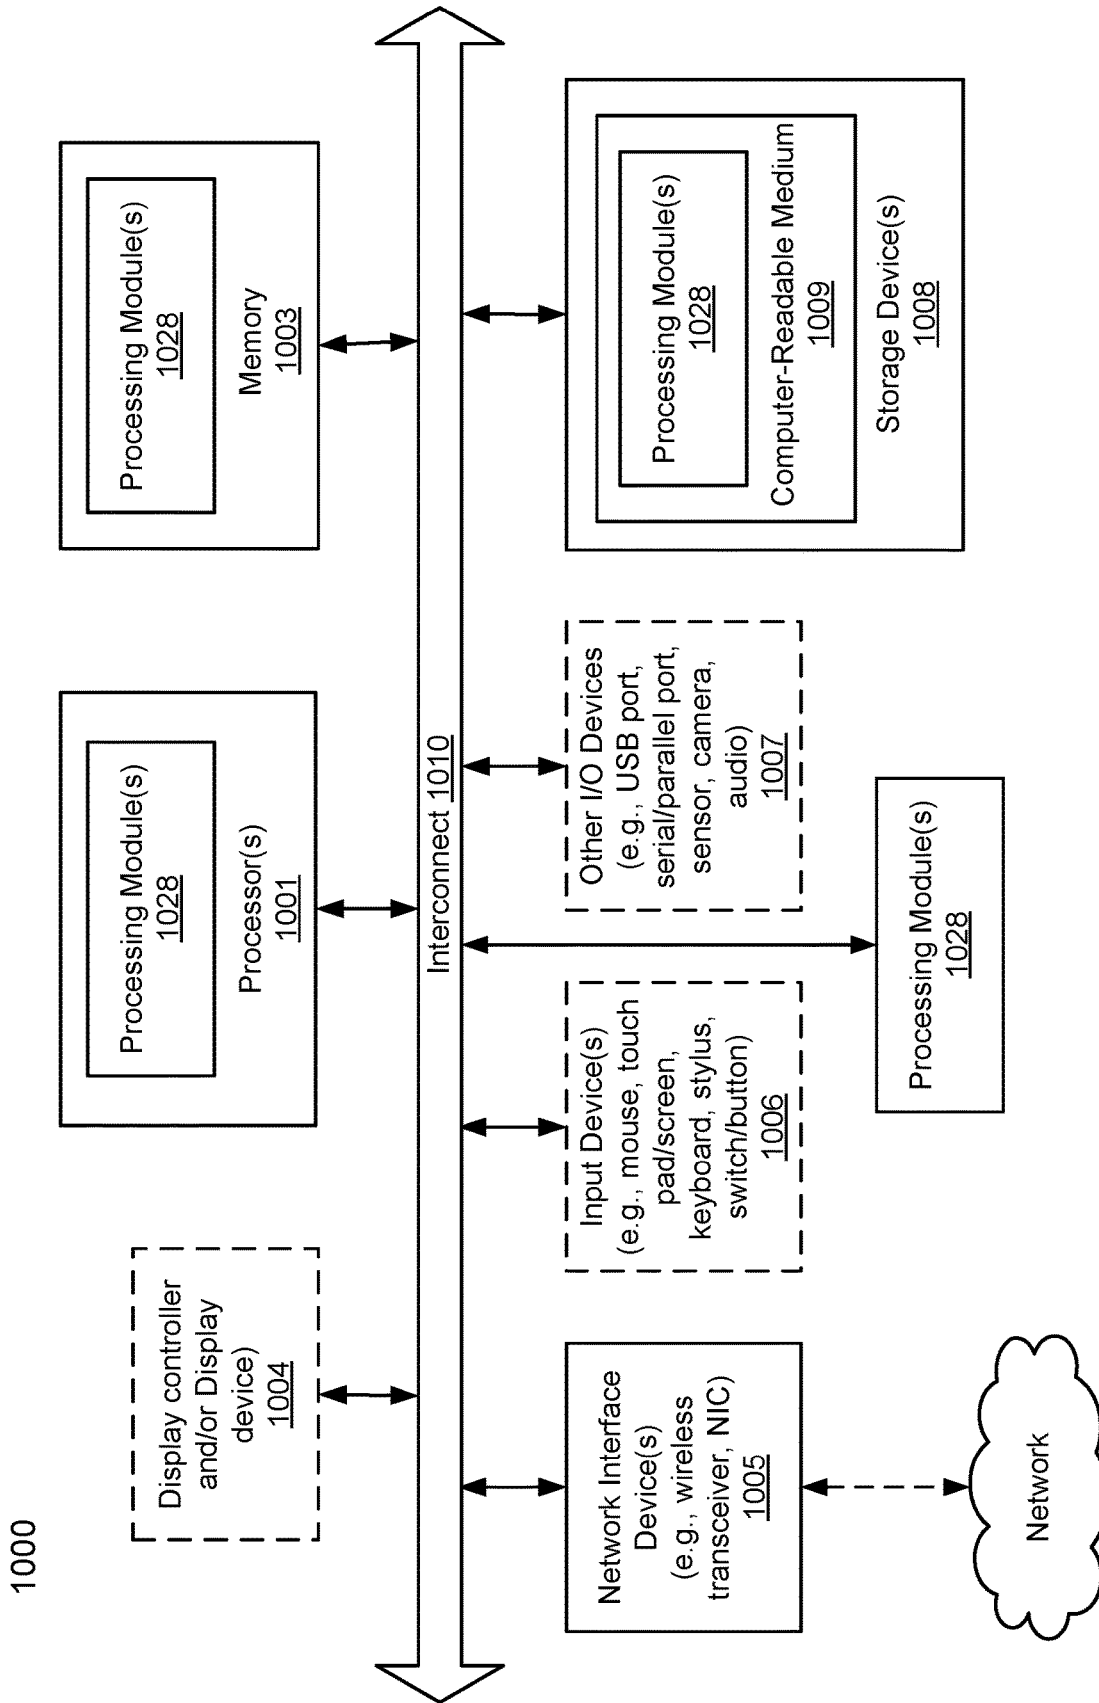 1000
Display controller
and/or Display
device)
1004
Processing Module(s)
1028
Processor(s)
1001
Processing Module(s)
1028
Memory
1003
Interconnect 1010
Network Interface
Device(s)
(e.g., wireless
transceiver, NIC)
1005
Input Device(s)
(e.g., mouse, touch
pad/screen,
keyboard, stylus,
switch/button)
1006
Other I/O Devices
(e.g., USB port,
serial/parallel port,
sensor, camera,
audio)
1007
Processing Module(s)
1028
Computer-Readable Medium
1009
Storage Device(s)
1008
Processing Module(s)
1028
Network